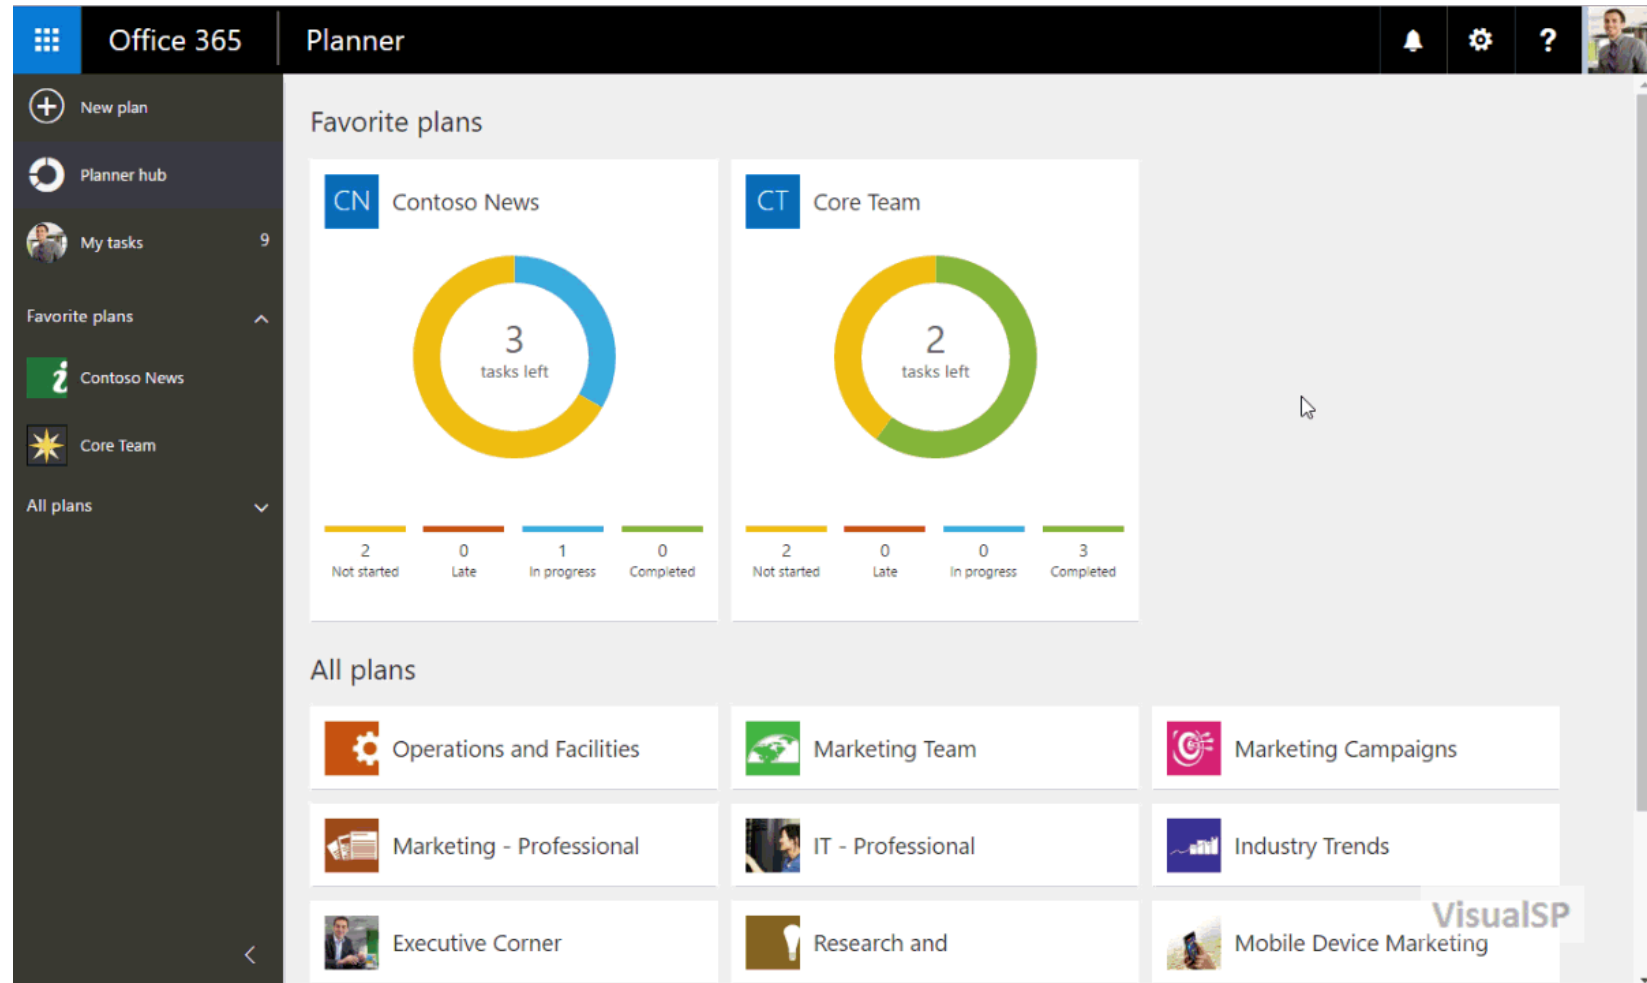 Office 365
Planner
?
New plan
Planner hub
My tasks 9
Favorite plans
i Contoso News
Core Team
All plans
Favorite plans
CN Contoso News
3
tasks left
2 0 1 0
Not started Late In progress Completed
CT Core Team
2
tasks left
2 0 0 3
Not started Late In progress Completed
All plans
Operations and Facilities
Marketing Team
Marketing Campaigns
Marketing - Professional
IT - Professional
Industry Trends
Executive Corner
Research and
Mobile Device Marketing
VisualSP